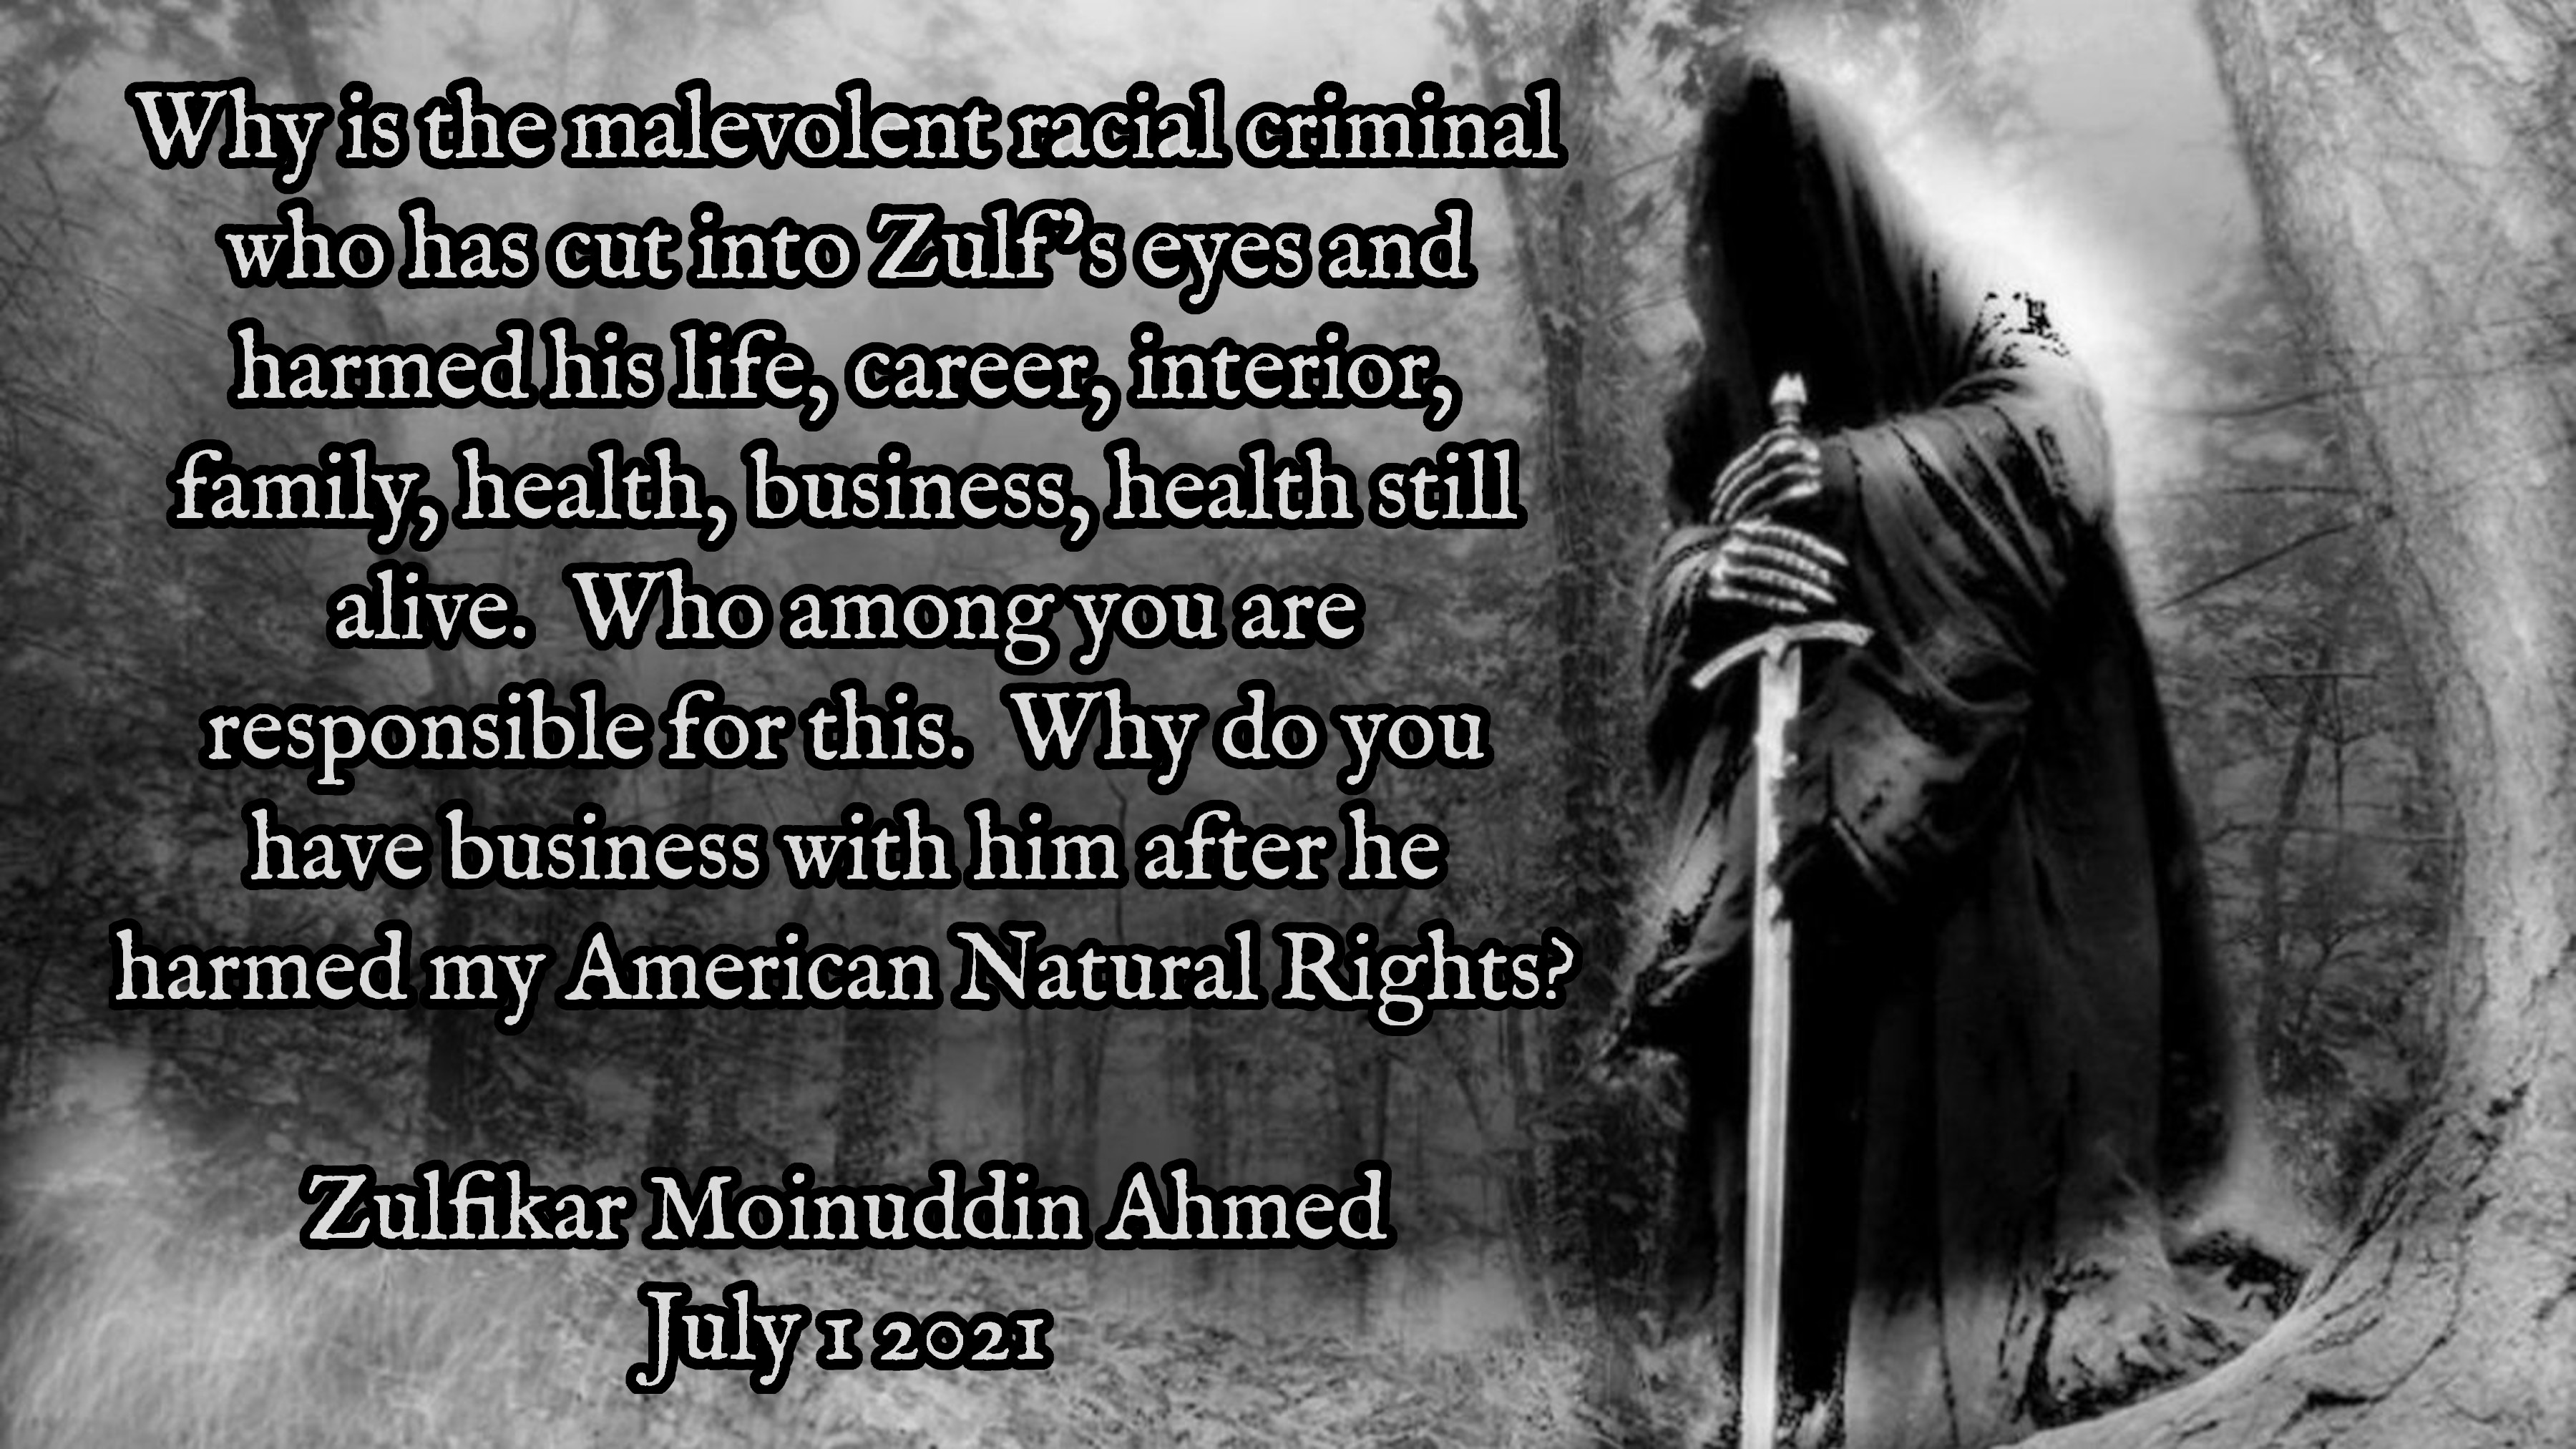 Why is the malevolent racial criminal
who has cut into Zulf's eyes and
harmed his life, career, interior,
family, health, business, health still
alive.  Who among you are
responsible for this.  Why do you
have business with him after he
harmed my American Natural Rights?
Zulfikar Moinuddin Ahmed
July 1 2021